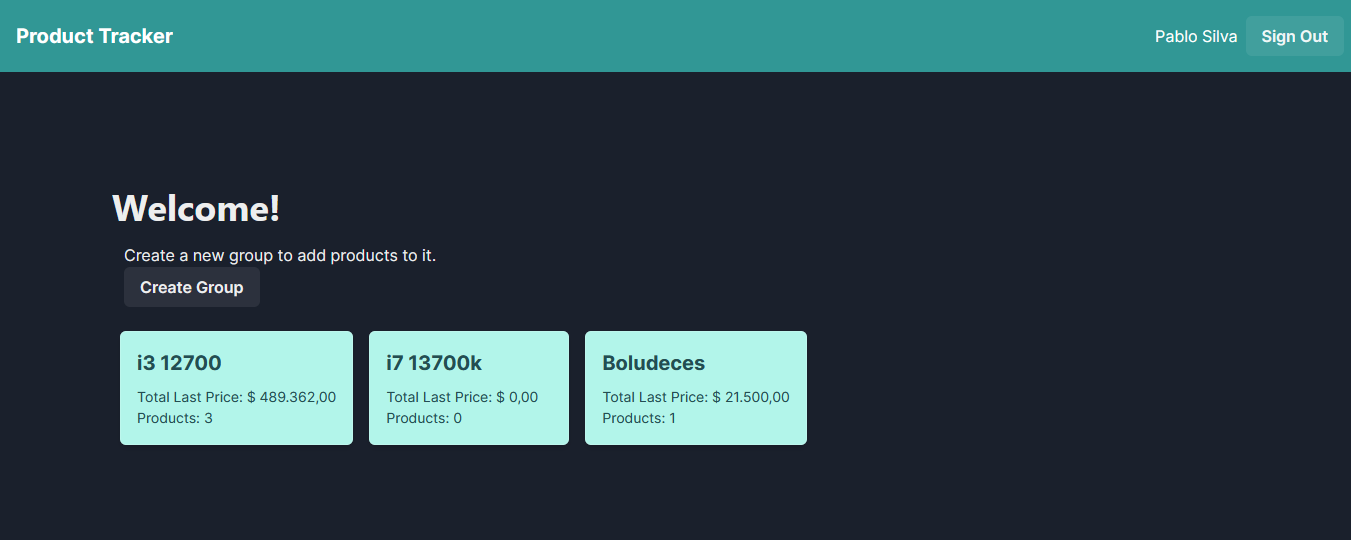 Product Tracker
Pablo Silva
Sign Out
Welcome!
Create a new group to add products to it.
Create Group
i3 12700
Total Last Price: $ 489.362,00
Products: 3
i7 13700k
Total Last Price: $ 0,00
Products: 0
Boludeces
Total Last Price: $ 21.500,00
Products: 1